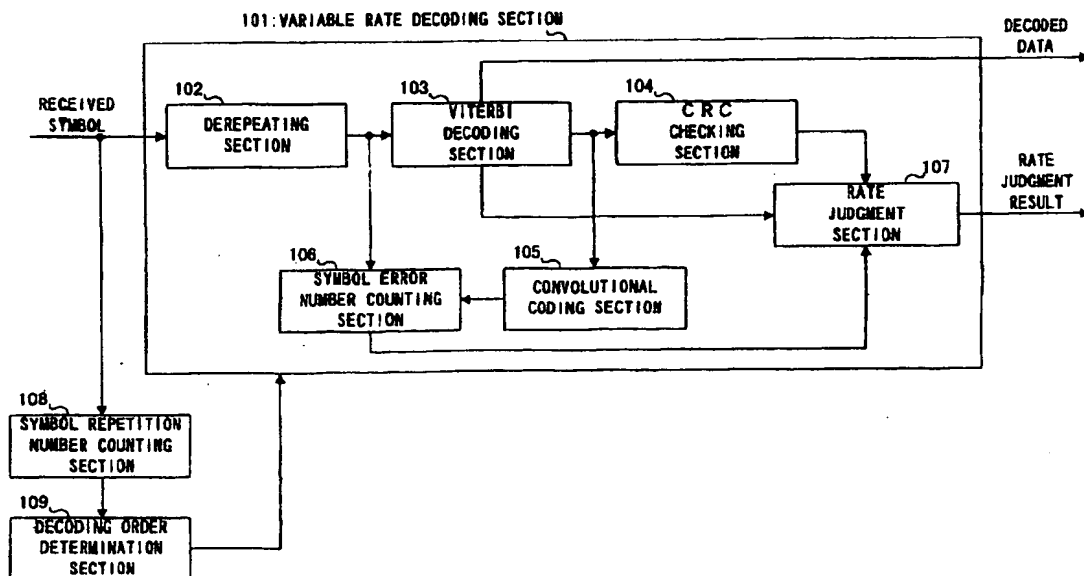 101:VARIABLE RATE DECODING SECTION
DECODED
DATA
RECEIVED
SYMBOL
102
DEREPEATING
SECTION
103
VITERBI
DECODING
SECTION
104
CRC
CHECKING
SECTION
107
RATE
JUDGMENT
SECTION
RATE
JUDGMENT
RESULT
106
SYMBOL ERROR
NUMBER COUNTING
SECTION
105
CONVOLUTIONAL
CODING SECTION
108
SYMBOL REPETITION
NUMBER COUNTING
SECTION
109
DECODING ORDER
DETERMINATION
SECTION